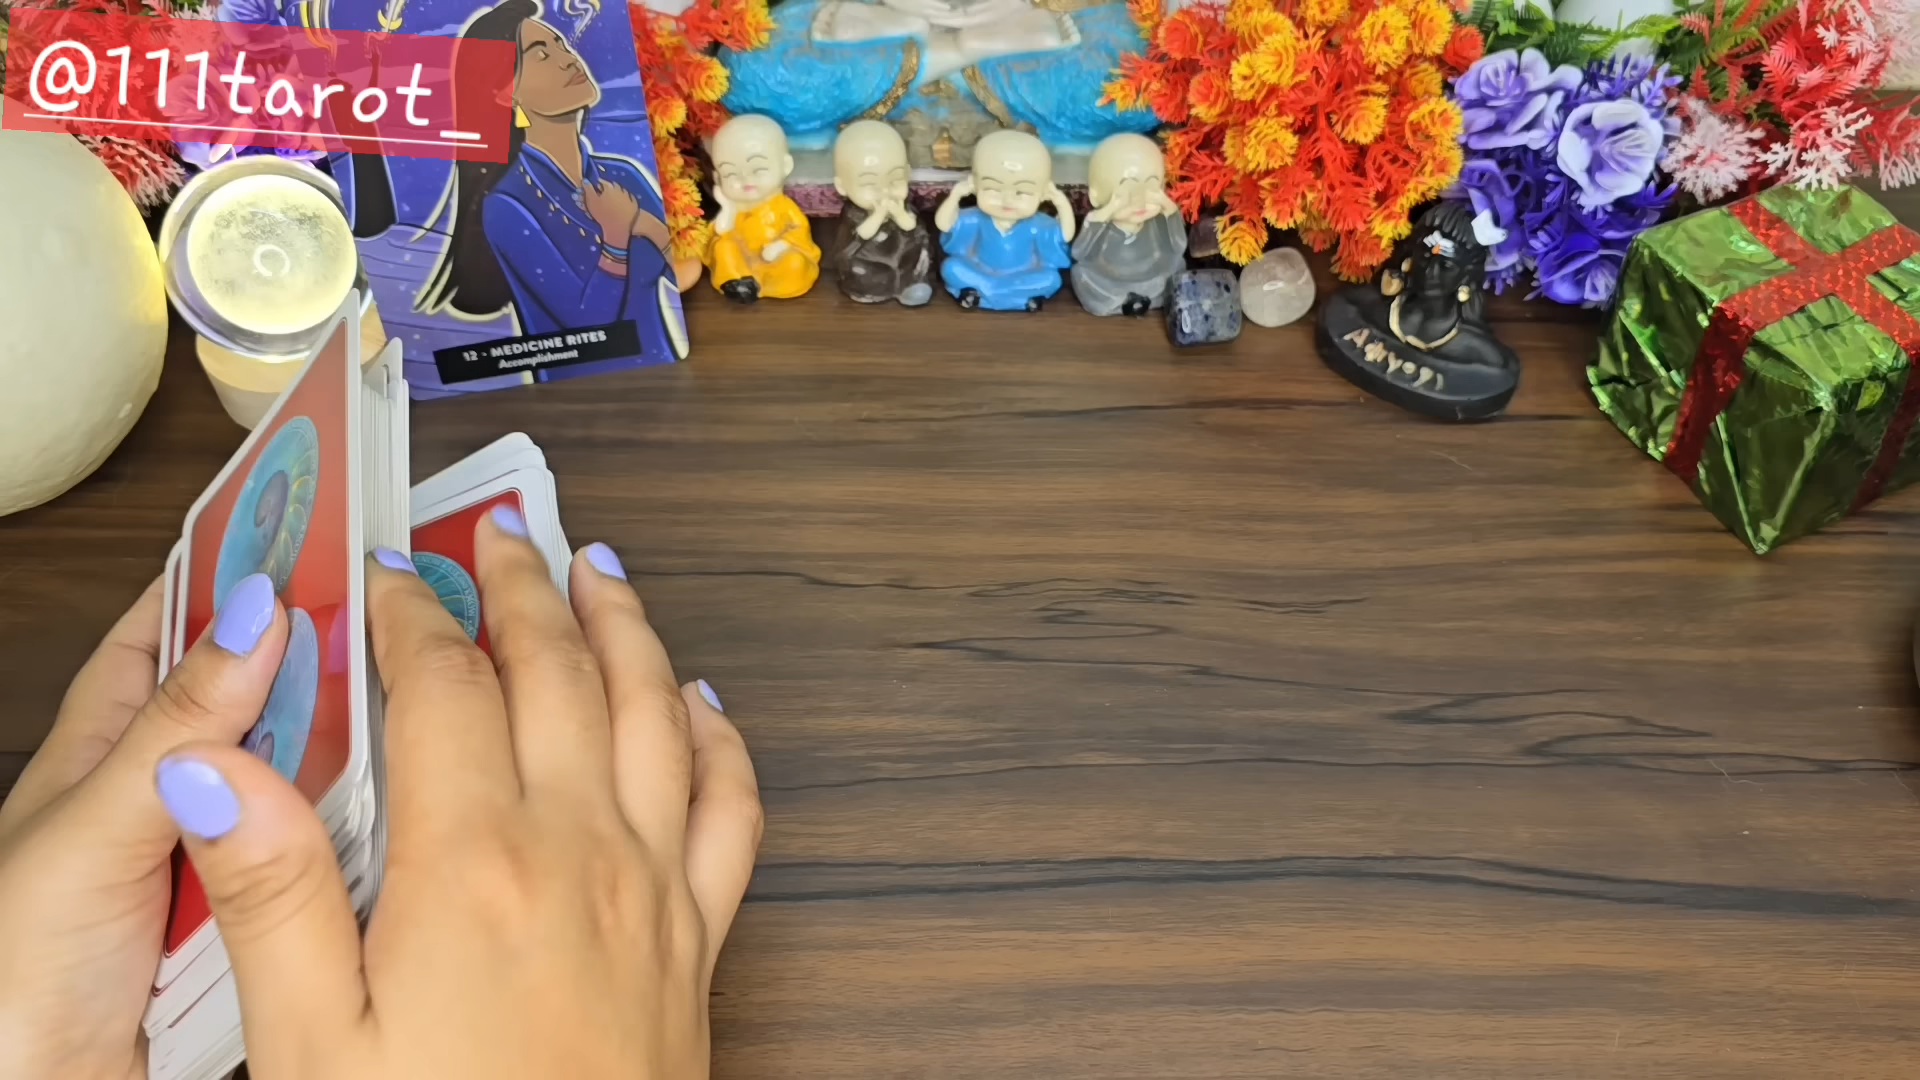 @111tarot_
12 - MEDICINE RITES
Accomplishment
Adiyogi